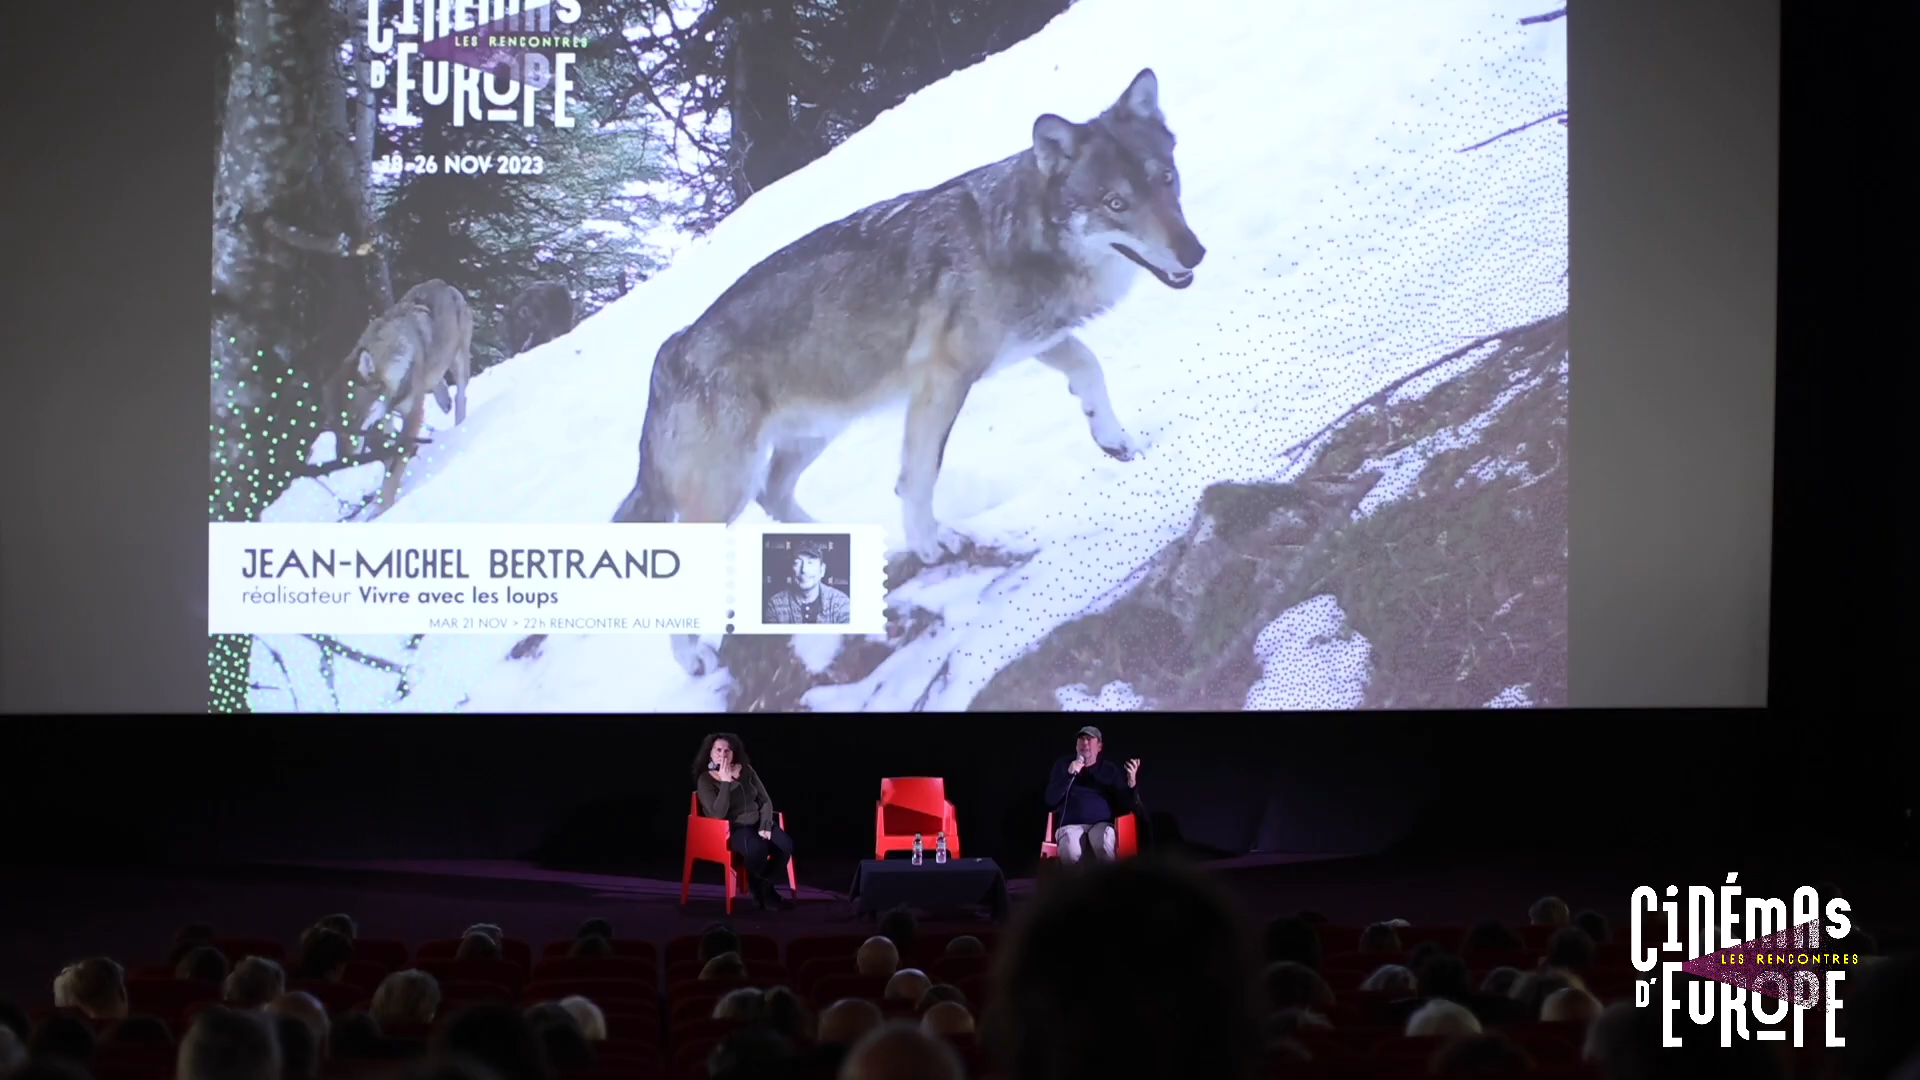 CINÉMAS
LES RENCONTRES
D'EUROPE
18-26 NOV 2023
JEAN-MICHEL BERTRAND
réalisateur Vivre avec les loups
MAR 21 NOV > 22h RENCONTRE AU NAVIRE
CINÉMAS
LES RENCONTRES
D'EUROPE